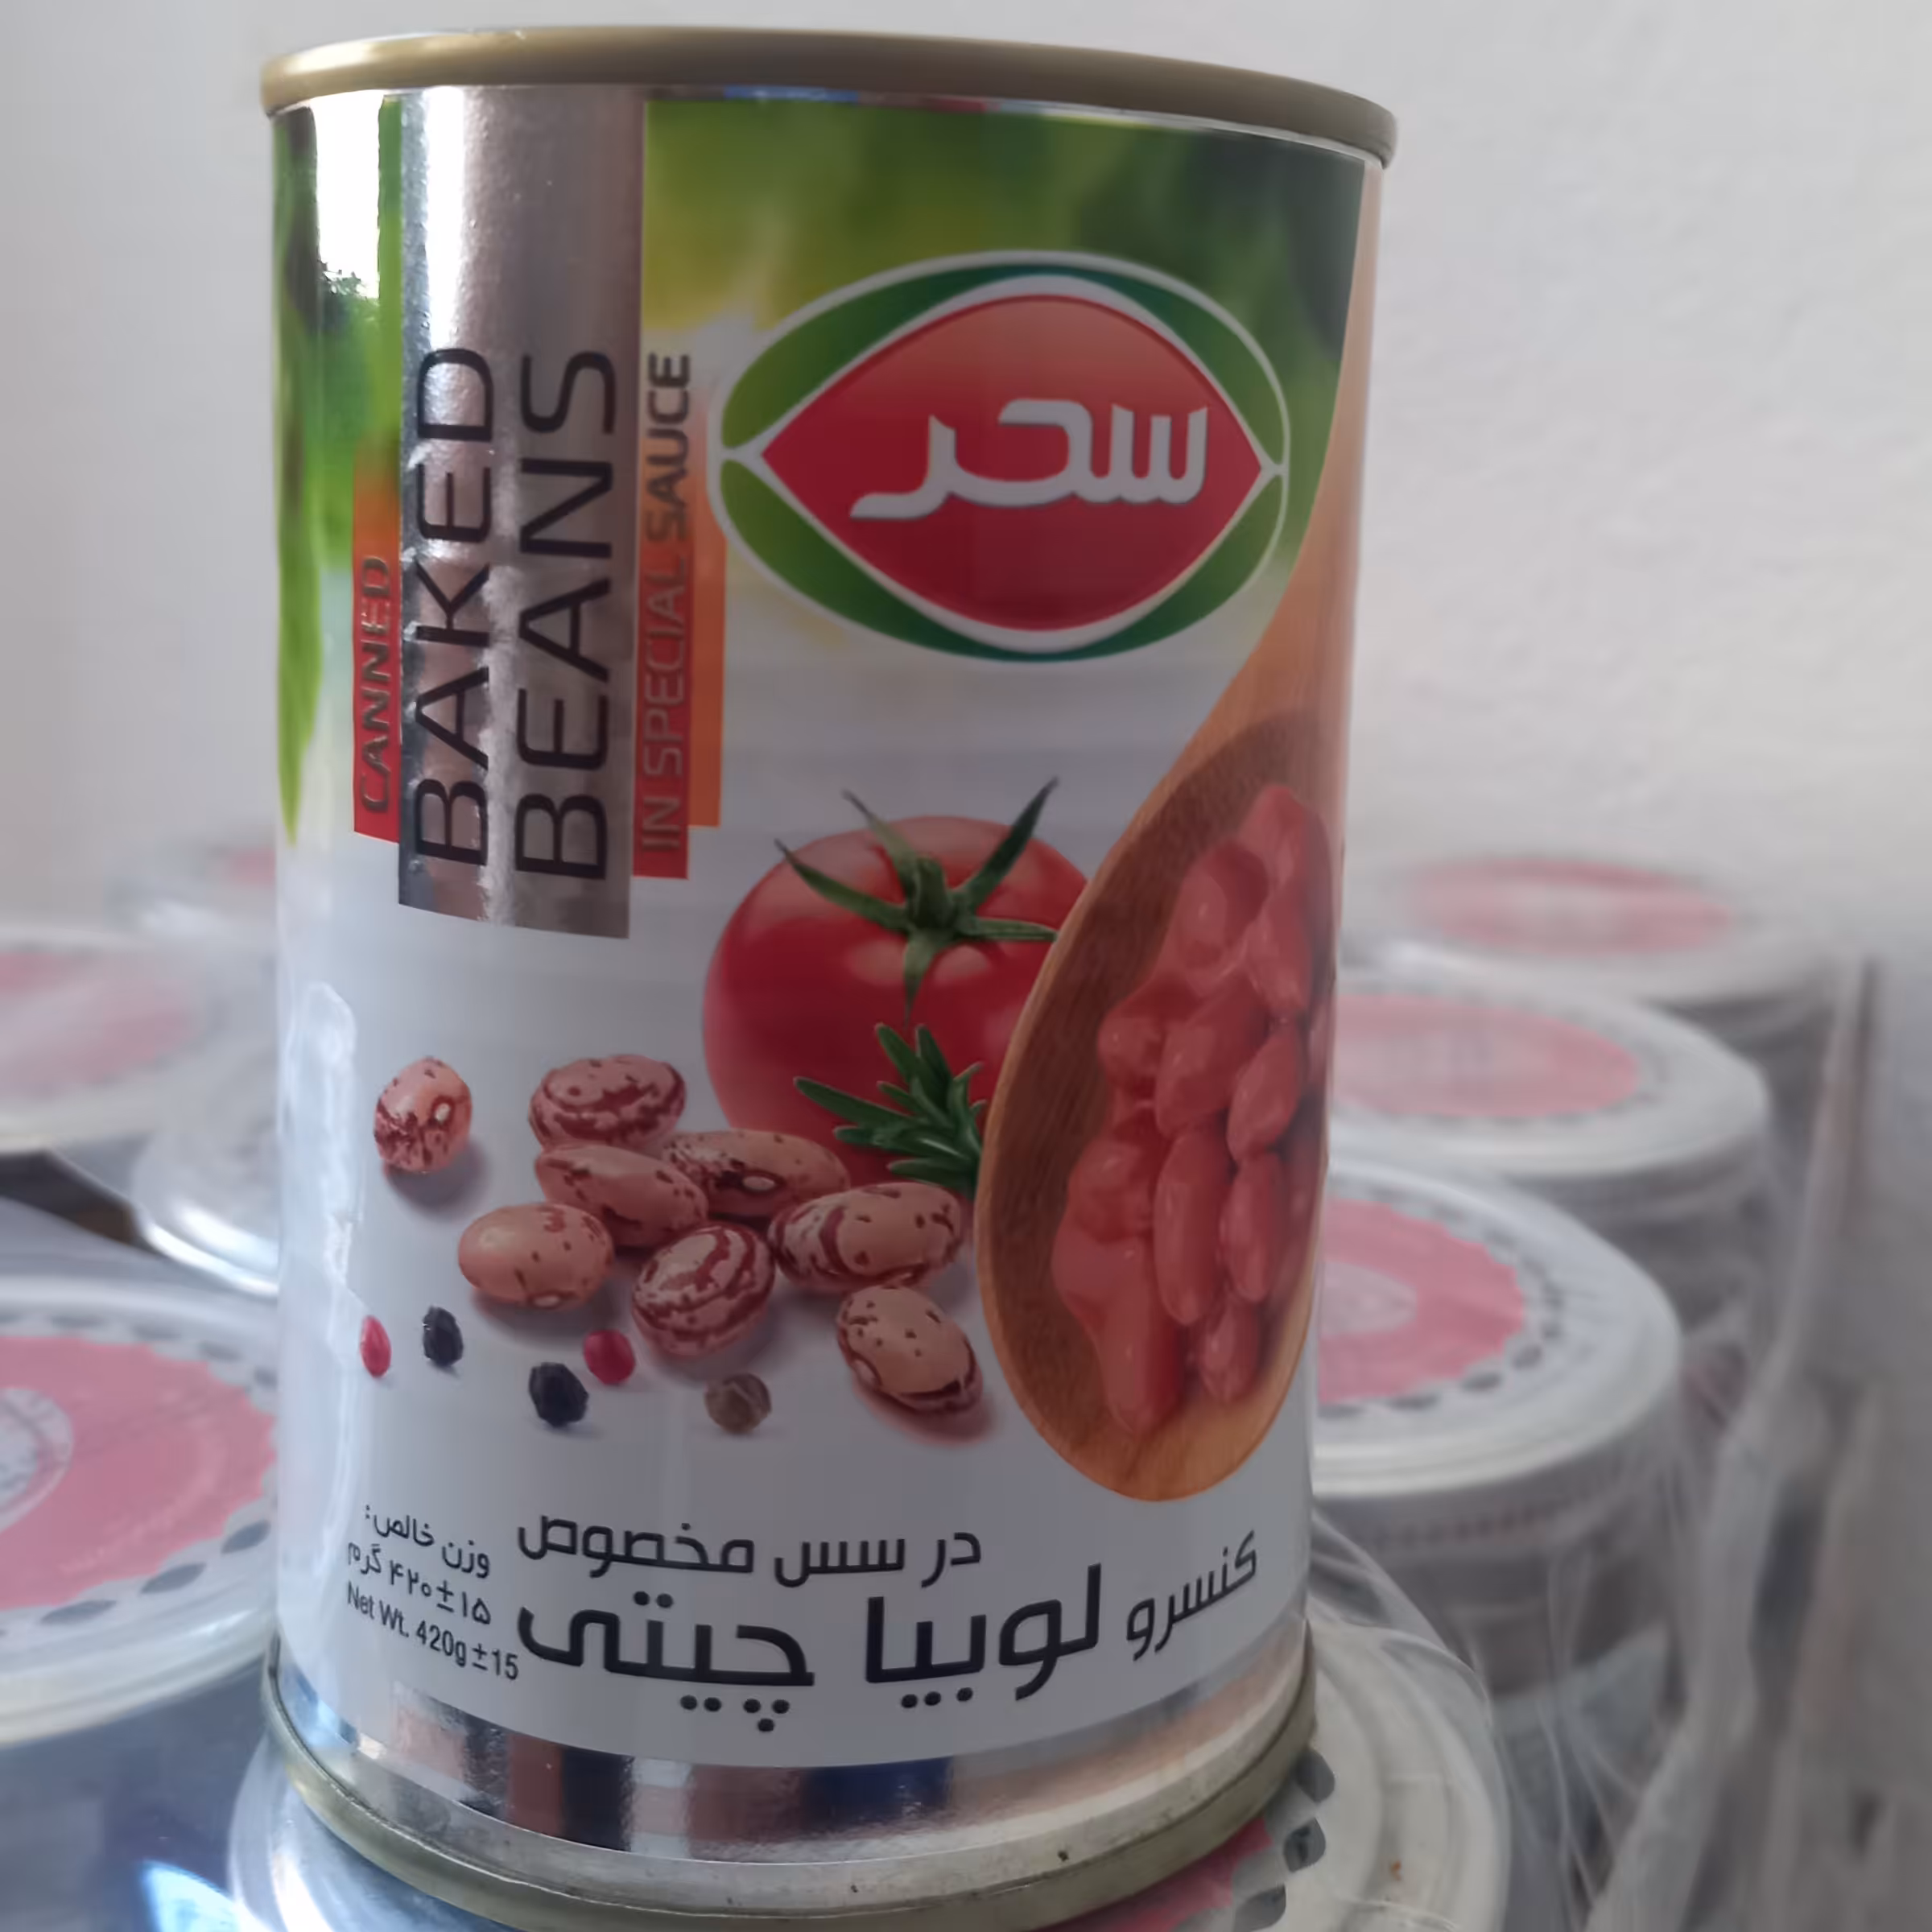 CANNED
BAKED
BEANS
IN SPECIAL SAUCE
سحر
در سس مخصوص
کنسرو لوبیا چیتی
وزن خالص:
۴۲۰±۱۵ گرم
Net Wt. 420g±15